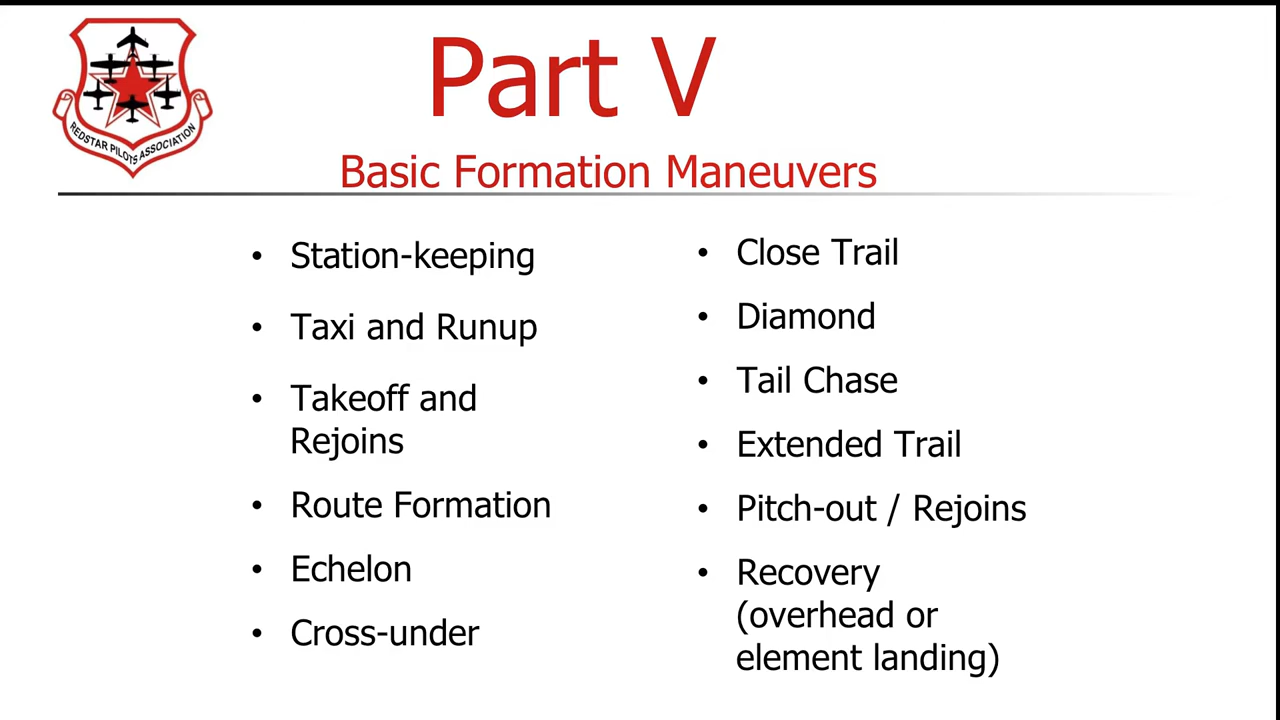 REDSTAR PILOTS ASSOCIATION
Part V
Basic Formation Maneuvers
• Station-keeping
• Taxi and Runup
• Takeoff and
Rejoins
• Route Formation
• Echelon
• Cross-under
• Close Trail
• Diamond
• Tail Chase
• Extended Trail
• Pitch-out / Rejoins
• Recovery
(overhead or
element landing)